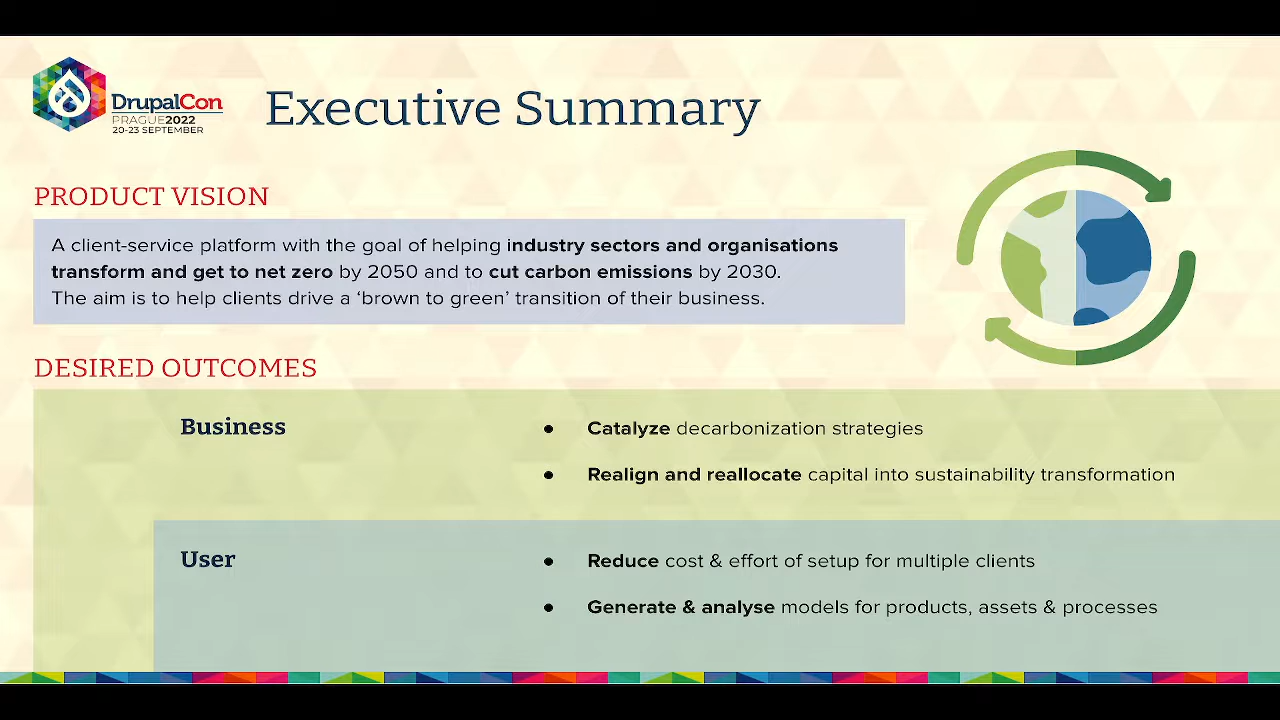 DrupalCon
PRAGUE2022
20-23 SEPTEMBER
Executive Summary
PRODUCT VISION
A client-service platform with the goal of helping industry sectors and organisations
transform and get to net zero by 2050 and to cut carbon emissions by 2030.
The aim is to help clients drive a ‘brown to green’ transition of their business.
DESIRED OUTCOMES
Business
● Catalyze decarbonization strategies
● Realign and reallocate capital into sustainability transformation
User
● Reduce cost & effort of setup for multiple clients
● Generate & analyse models for products, assets & processes